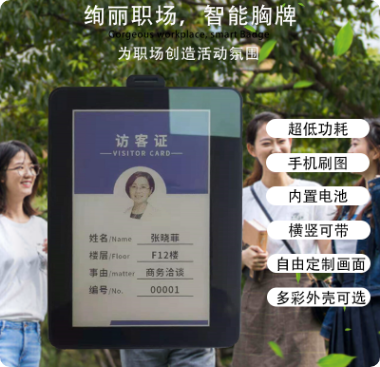 绚丽职场，智能胸牌
Gorgeous workplace, smart Badge
为职场创造活动氛围
访客证
VISITOR CARD
姓名/Name 张晓菲
楼层/Floor F12楼
事由/matter 商务洽谈
编号/No. 00001
超低功耗
手机刷图
内置电池
横竖可带
自由定制画面
多彩外壳可选